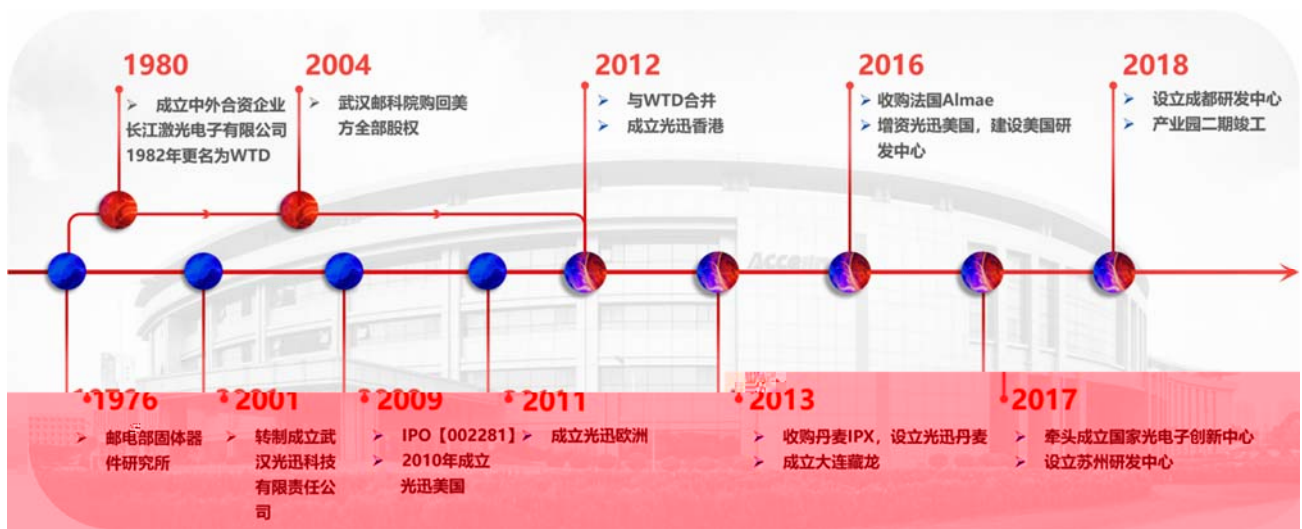 1980
➢ 成立中外合资企业
长江激光电子有限公司
1982年更名为WTD
2004
➢ 武汉邮科院购回美
方全部股权
2012
➢ 与WTD合并
➢ 成立光迅香港
2016
➢ 收购法国Almae
➢ 增资光迅美国，建设美国研
发中心
2018
➢ 设立成都研发中心
➢ 产业园二期竣工
1976
➢ 邮电部固体器
件研究所
2001
➢ 转制成立武
汉光迅科技
有限责任公
司
2009
➢ IPO【002281】
➢ 2010年成立
光迅美国
2011
➢ 成立光迅欧洲
2013
➢ 收购丹麦IPX，设立光迅丹麦
➢ 成立大连藏龙
2017
➢ 牵头成立国家光电子创新中心
➢ 设立苏州研发中心